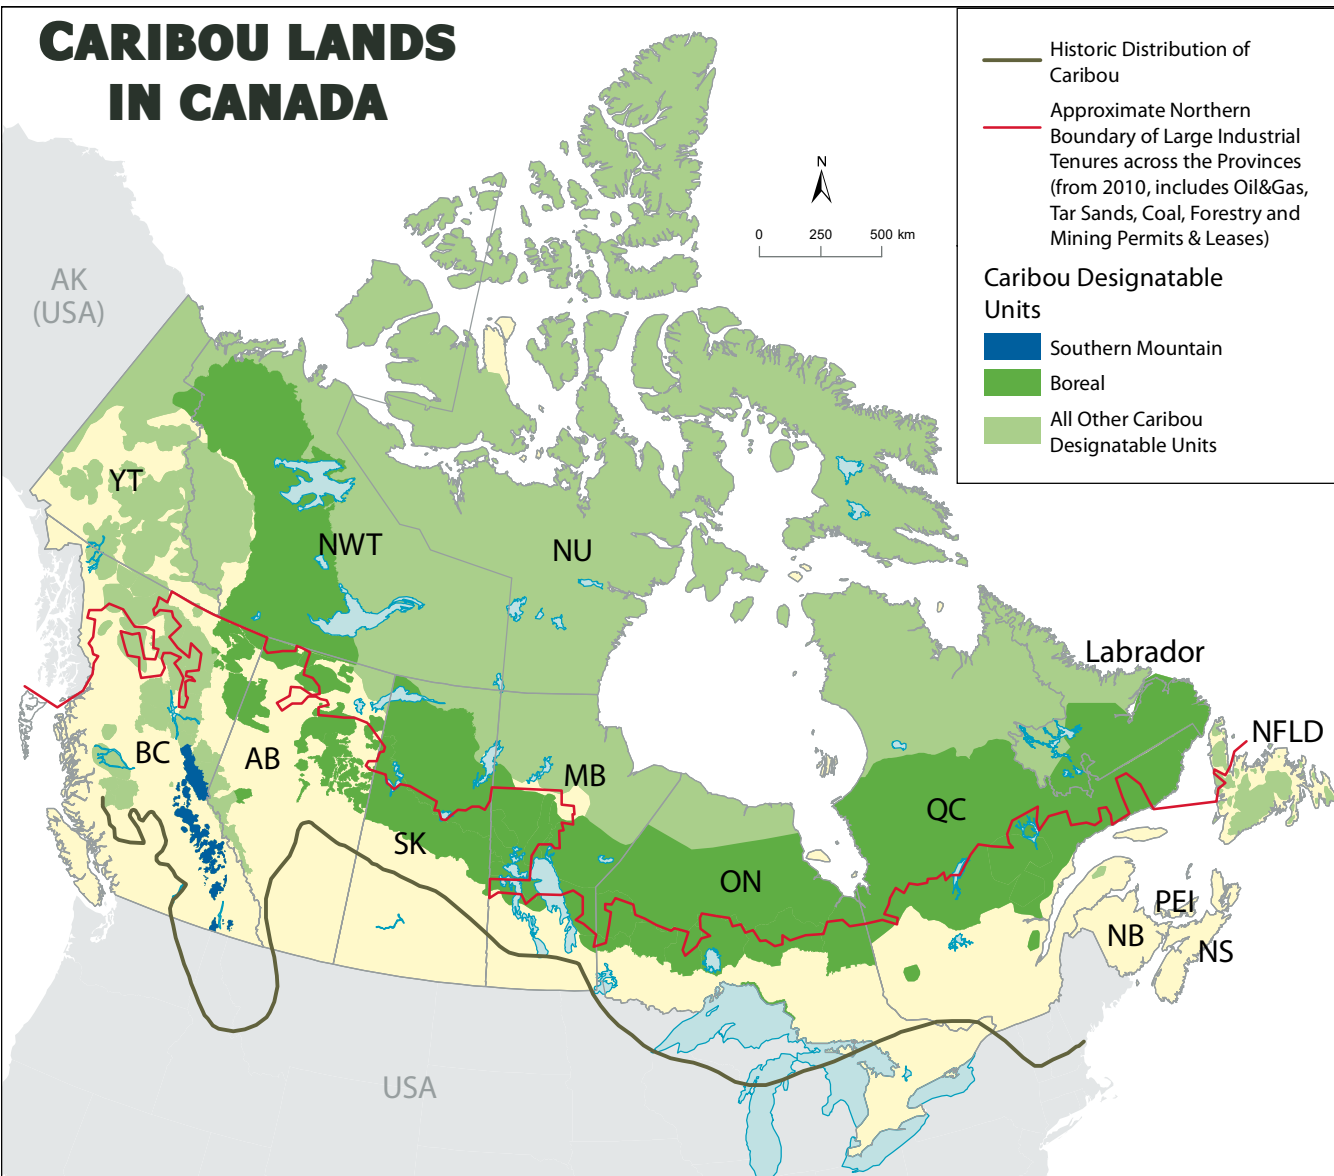 CARIBOU LANDS
IN CANADA
Historic Distribution of
Caribou
Approximate Northern
Boundary of Large Industrial
Tenures across the Provinces
(from 2010, includes Oil&Gas,
Tar Sands, Coal, Forestry and
Mining Permits & Leases)
Caribou Designatable
Units
Southern Mountain
Boreal
All Other Caribou
Designatable Units
N
0 250 500 km
AK
(USA)
YT
NWT
NU
Labrador
NFLD
BC
AB
MB
QC
SK
ON
PEI
NB
NS
USA